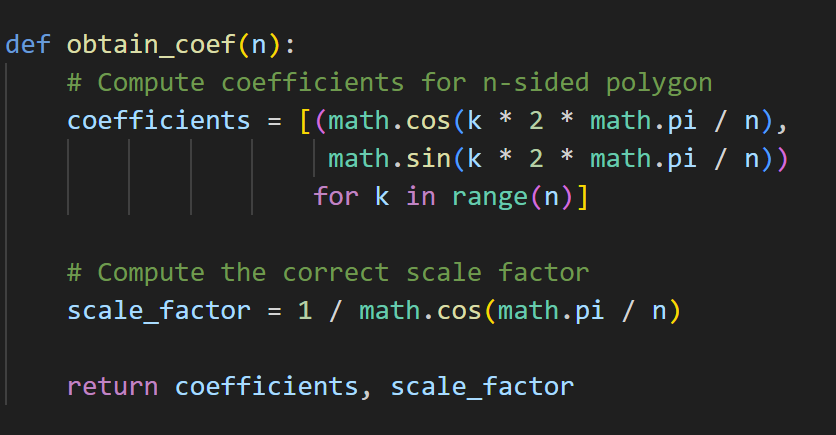 def obtain_coef(n):
    # Compute coefficients for n-sided polygon
    coefficients = [(math.cos(k * 2 * math.pi / n),
                     math.sin(k * 2 * math.pi / n))
                    for k in range(n)]

    # Compute the correct scale factor
    scale_factor = 1 / math.cos(math.pi / n)

    return coefficients, scale_factor